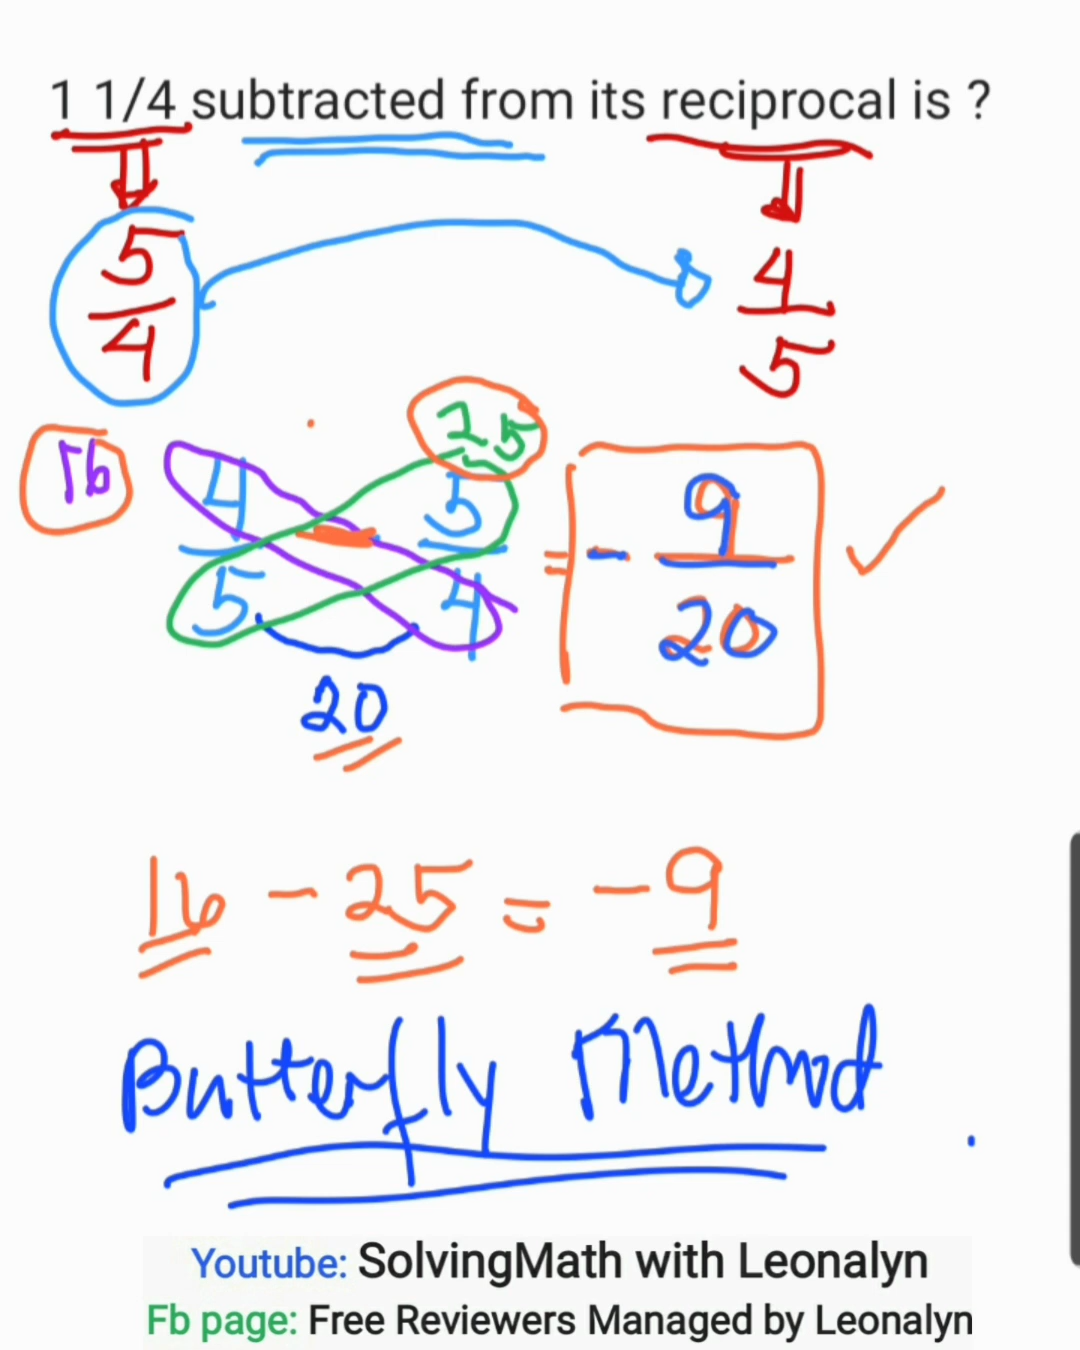 1 1/4 subtracted from its reciprocal is ?
5/4
4/5
16
25
4/5 - 5/4 = - 9/20
20
16 - 25 = - 9
Butterfly Method
Youtube: SolvingMath with Leonalyn
Fb page: Free Reviewers Managed by Leonalyn